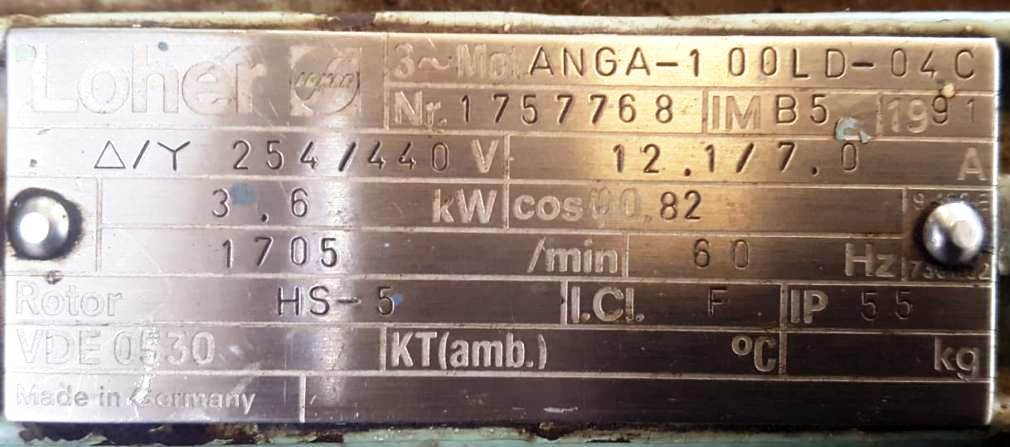 Loher 3~Mot. ANGA-100LD-04C
Nr. 1757768 IM B5 1991
△/Y 254/440 V 12.1/7.0 A
3.6 kW cosφ 0.82
1705 /min 60 Hz
Rotor HS-5 I.Cl. F IP 55
VDE 0530 KT(amb.) °C kg
Made in Germany